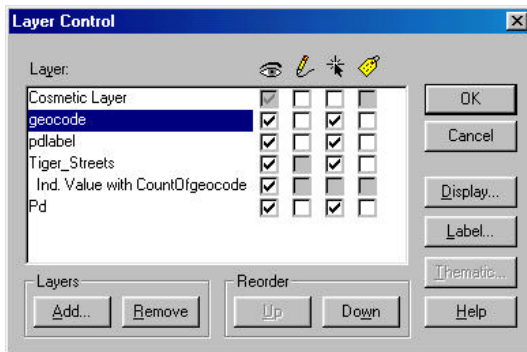 Layer Control
Layer:
Cosmetic Layer
geocode
pdlabel
Tiger_Streets
Ind. Value with CountOfgeocode
Pd
OK
Cancel
Display...
Label...
Thematic...
Help
Layers
Add...
Remove
Reorder
Up
Down